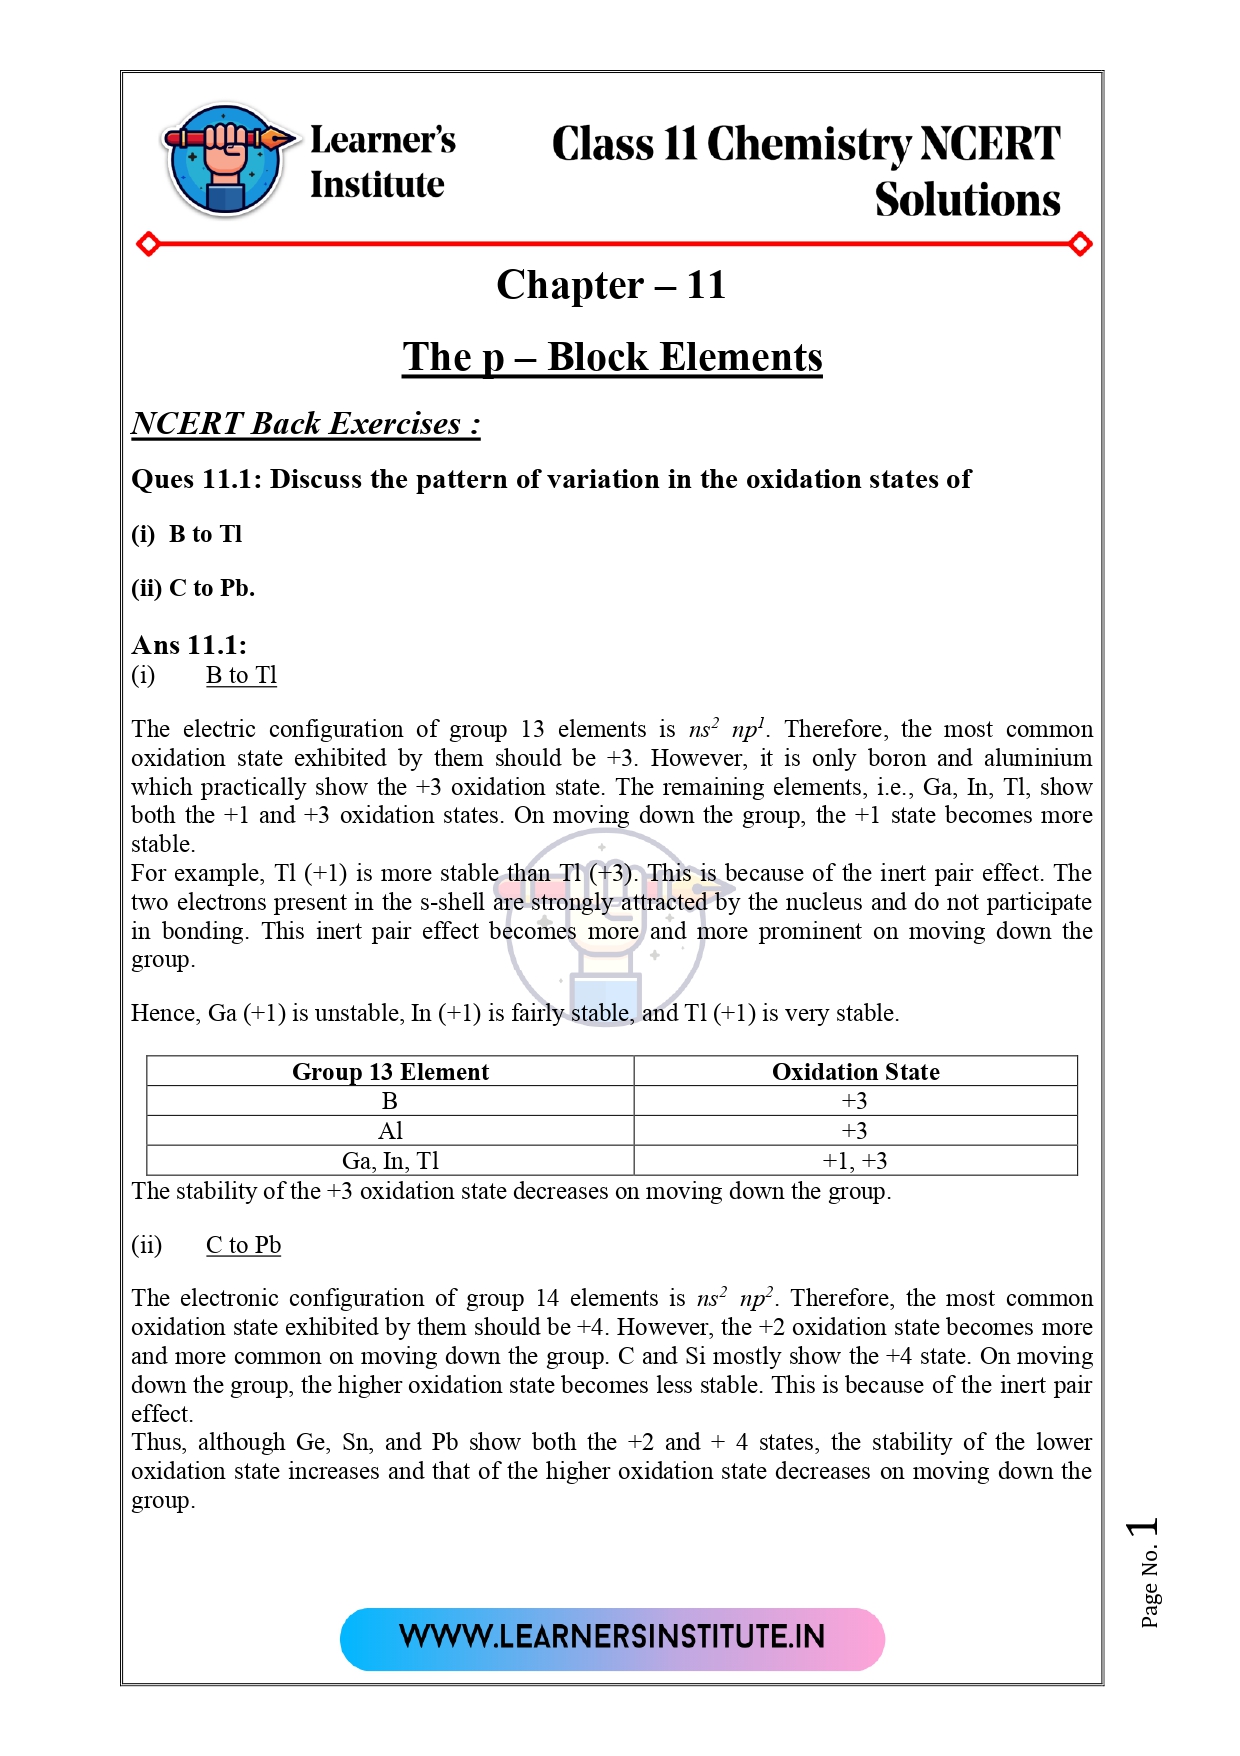 Learner's
Institute
Class 11 Chemistry NCERT
Solutions
Chapter – 11
The p – Block Elements
NCERT Back Exercises :
Ques 11.1: Discuss the pattern of variation in the oxidation states of
(i) B to Tl
(ii) C to Pb.
Ans 11.1:
(i) B to Tl
The electric configuration of group 13 elements is ns² np¹. Therefore, the most common
oxidation state exhibited by them should be +3. However, it is only boron and aluminium
which practically show the +3 oxidation state. The remaining elements, i.e., Ga, In, Tl, show
both the +1 and +3 oxidation states. On moving down the group, the +1 state becomes more
stable.
For example, Tl (+1) is more stable than Tl (+3). This is because of the inert pair effect. The
two electrons present in the s-shell are strongly attracted by the nucleus and do not participate
in bonding. This inert pair effect becomes more and more prominent on moving down the
group.
Hence, Ga (+1) is unstable, In (+1) is fairly stable, and Tl (+1) is very stable.
Group 13 Element Oxidation State
B +3
Al +3
Ga, In, Tl +1, +3
The stability of the +3 oxidation state decreases on moving down the group.
(ii) C to Pb
The electronic configuration of group 14 elements is ns² np². Therefore, the most common
oxidation state exhibited by them should be +4. However, the +2 oxidation state becomes more
and more common on moving down the group. C and Si mostly show the +4 state. On moving
down the group, the higher oxidation state becomes less stable. This is because of the inert pair
effect.
Thus, although Ge, Sn, and Pb show both the +2 and + 4 states, the stability of the lower
oxidation state increases and that of the higher oxidation state decreases on moving down the
group.
Page No. 1
WWW.LEARNERSINSTITUTE.IN